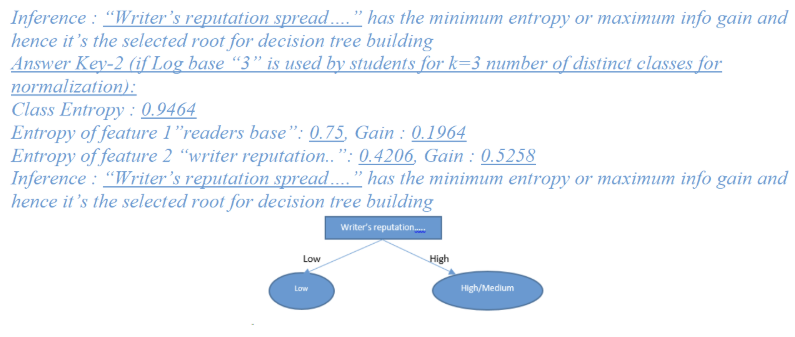 Inference : “Writer’s reputation spread….” has the minimum entropy or maximum info gain and
hence it’s the selected root for decision tree building
Answer Key-2 (if Log base “3” is used by students for k=3 number of distinct classes for
normalization):
Class Entropy : 0.9464
Entropy of feature 1”readers base”: 0.75, Gain : 0.1964
Entropy of feature 2 “writer reputation..”: 0.4206, Gain : 0.5258
Inference : “Writer’s reputation spread….” has the minimum entropy or maximum info gain and
hence it’s the selected root for decision tree building
Writer’s reputation.....
Low High
Low High/Medium